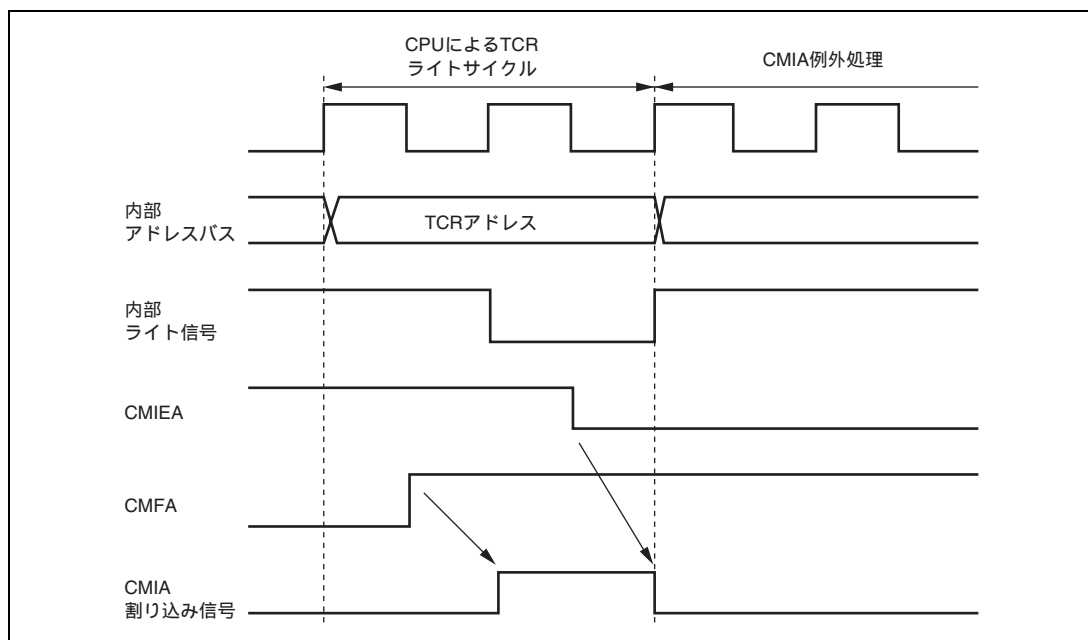 CPUによるTCR
ライトサイクル
CMIA例外処理
内部
アドレスバス
TCRアドレス
内部
ライト信号
CMIEA
CMFA
CMIA
割り込み信号